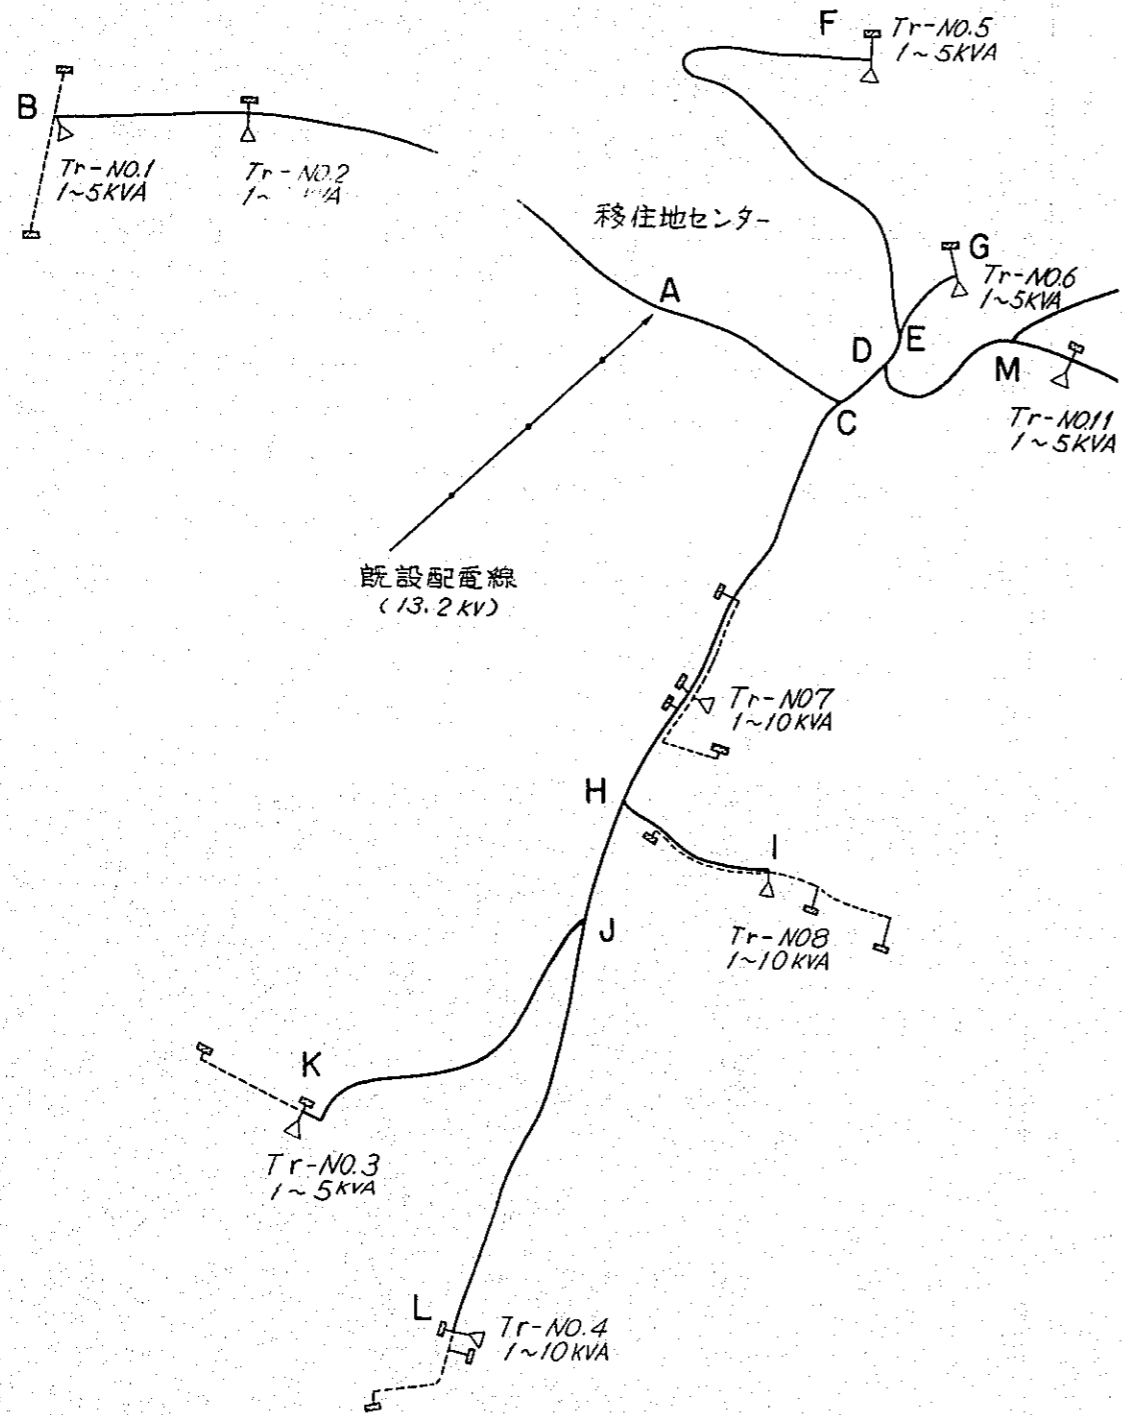 F
Tr-NO.5
1~5KVA
B
Tr-NO.1
1~5KVA
Tr-NO.2
1~ VA
移住地センター
A
G
Tr-NO.6
1~5KVA
D
E
M
C
Tr-NO.11
1~5KVA
既設配電線
(13.2KV)
Tr-NO7
1~10KVA
H
I
J
Tr-NO8
1~10KVA
K
Tr-NO.3
1~5KVA
L
Tr-NO.4
1~10KVA